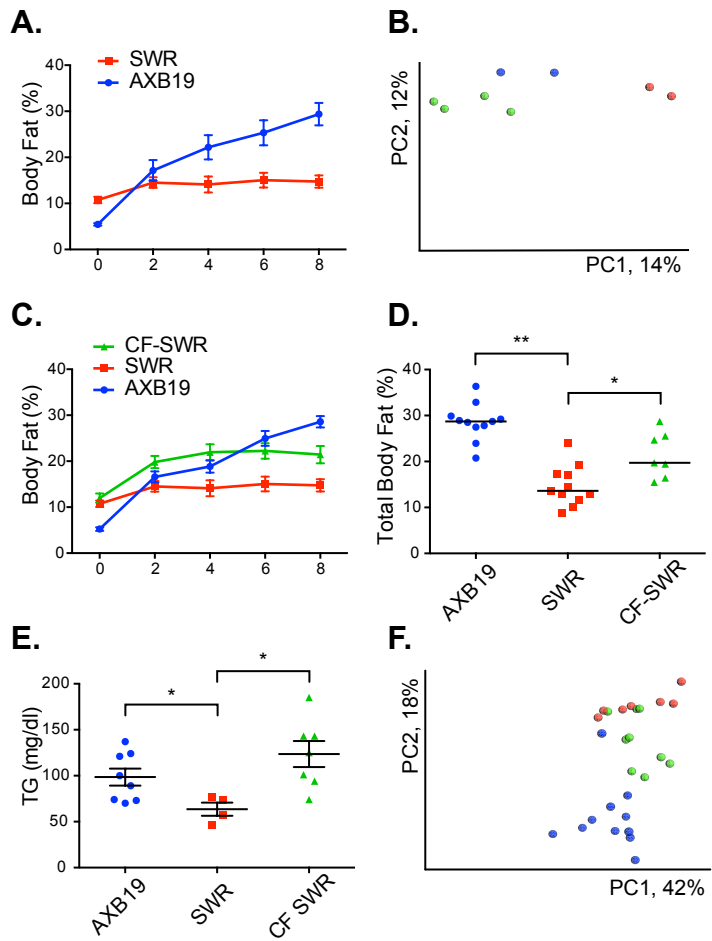 A.
SWR
AXB19
Body Fat (%)
40
30
20
10
0
0 2 4 6 8
B.
PC2, 12%
PC1, 14%
C.
CF-SWR
SWR
AXB19
Body Fat (%)
40
30
20
10
0
0 2 4 6 8
D.
Total Body Fat (%)
40
30
20
10
0
**
*
AXB19
SWR
CF-SWR
E.
TG (mg/dl)
200
150
100
50
0
*
*
AXB19
SWR
CF SWR
F.
PC2, 18%
PC1, 42%